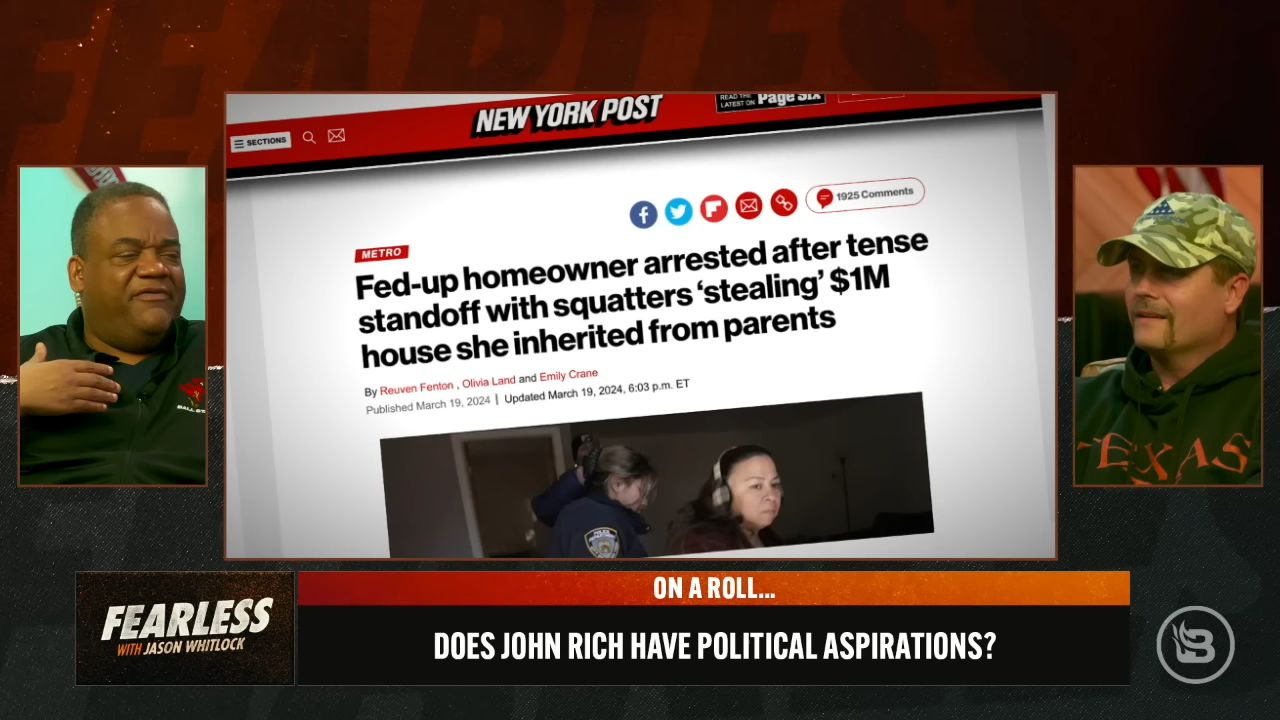 NEW YORK POST
READ THE
LATEST ON Page Six
SECTIONS
1925 Comments
METRO
Fed-up homeowner arrested after tense
standoff with squatters ‘stealing’ $1M
house she inherited from parents
By Reuven Fenton , Olivia Land and Emily Crane
Published March 19, 2024 | Updated March 19, 2024, 6:03 p.m. ET
POLICE
TEXAS
ON A ROLL...
FEARLESS
WITH JASON WHITLOCK
DOES JOHN RICH HAVE POLITICAL ASPIRATIONS?
B